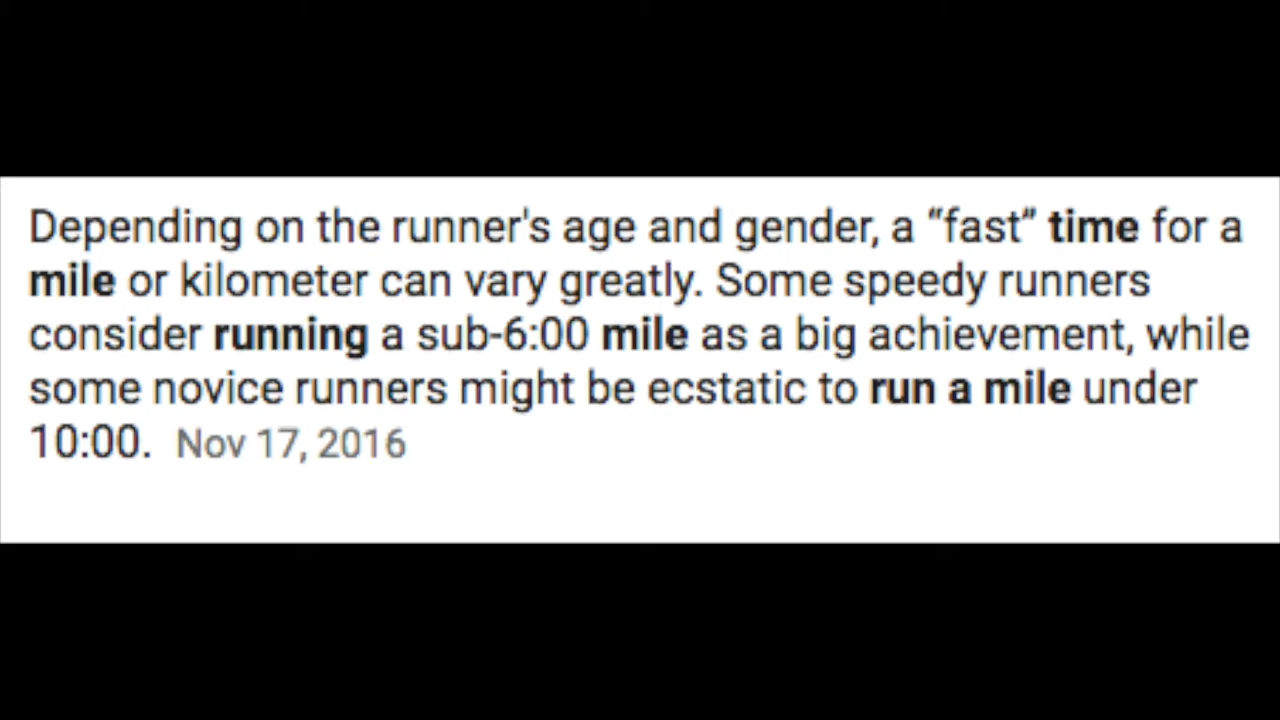 Depending on the runner's age and gender, a “fast” time for a
mile or kilometer can vary greatly. Some speedy runners
consider running a sub-6:00 mile as a big achievement, while
some novice runners might be ecstatic to run a mile under
10:00. Nov 17, 2016